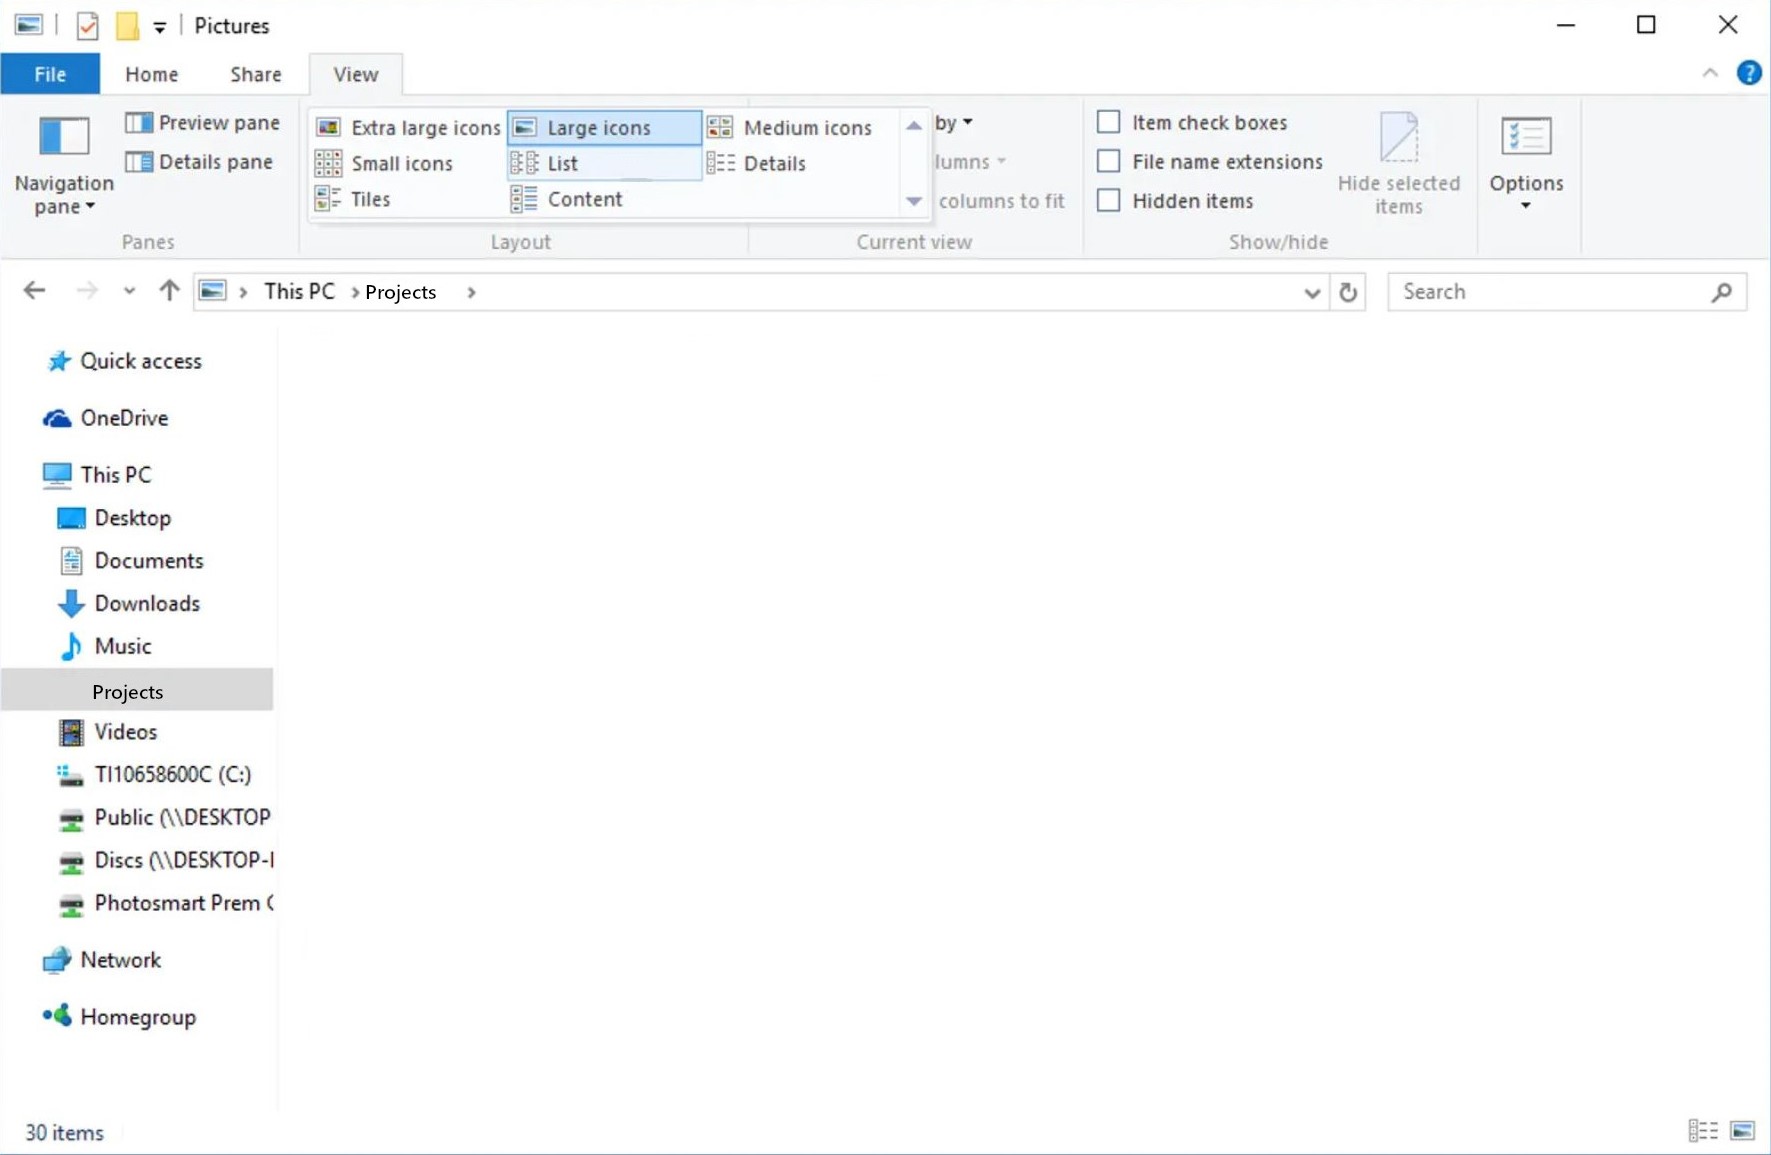 Pictures
File Home Share View
Navigation pane
Preview pane
Details pane
Panes
Extra large icons Large icons Medium icons
Small icons List Details
Tiles Content
Layout
by
lumns
columns to fit
Current view
Item check boxes
File name extensions
Hidden items
Hide selected items
Show/hide
Options
This PC Projects
Search
Quick access
OneDrive
This PC
Desktop
Documents
Downloads
Music
Projects
Videos
TI10658600C (C:)
Public (\\DESKTOP
Discs (\\DESKTOP-
Photosmart Prem
Network
Homegroup
30 items